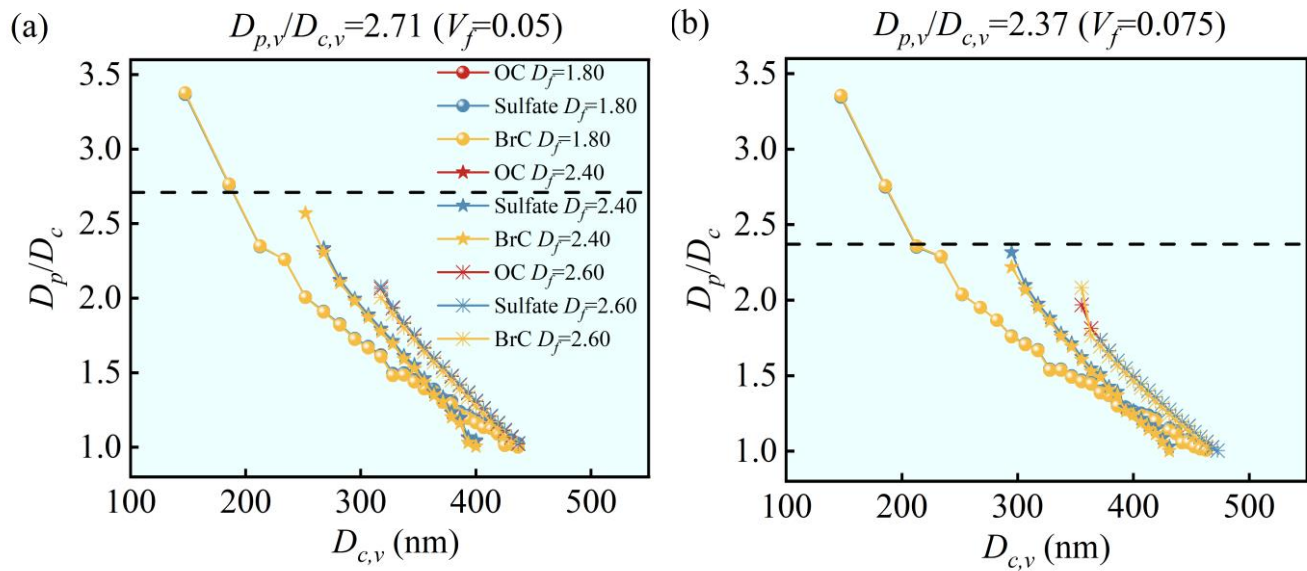 (a)
D_{p,v}/D_{c,v}=2.71 (V_f=0.05)
3.5
3.0
2.5
2.0
1.5
1.0
D_p/D_c
OC D_f=1.80
Sulfate D_f=1.80
BrC D_f=1.80
OC D_f=2.40
Sulfate D_f=2.40
BrC D_f=2.40
OC D_f=2.60
Sulfate D_f=2.60
BrC D_f=2.60
100 200 300 400 500
D_{c,v} (nm)
(b)
D_{p,v}/D_{c,v}=2.37 (V_f=0.075)
3.5
3.0
2.5
2.0
1.5
1.0
D_p/D_c
100 200 300 400 500
D_{c,v} (nm)